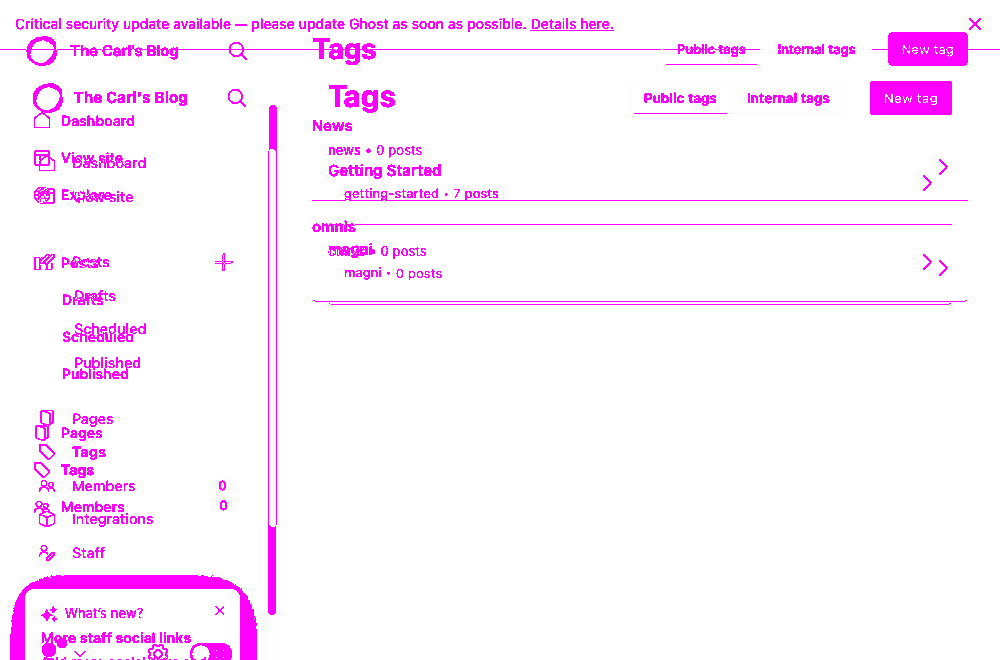 Critical security update available — please update Ghost as soon as possible. Details here.
The Carl's Blog
Tags
Public tags
Internal tags
New tag
The Carl's Blog
Tags
Public tags
Internal tags
New tag
Dashboard
View site
Dashboard
Explore
View site
Posts
Posts
Drafts
Drafts
Scheduled
Scheduled
Published
Published
Pages
Pages
Tags
Tags
Members 0
Members 0
Integrations
Staff
What's new?
More staff social links
News
news • 0 posts
Getting Started
getting-started • 7 posts
omnis
magni
• 0 posts
magni • 0 posts